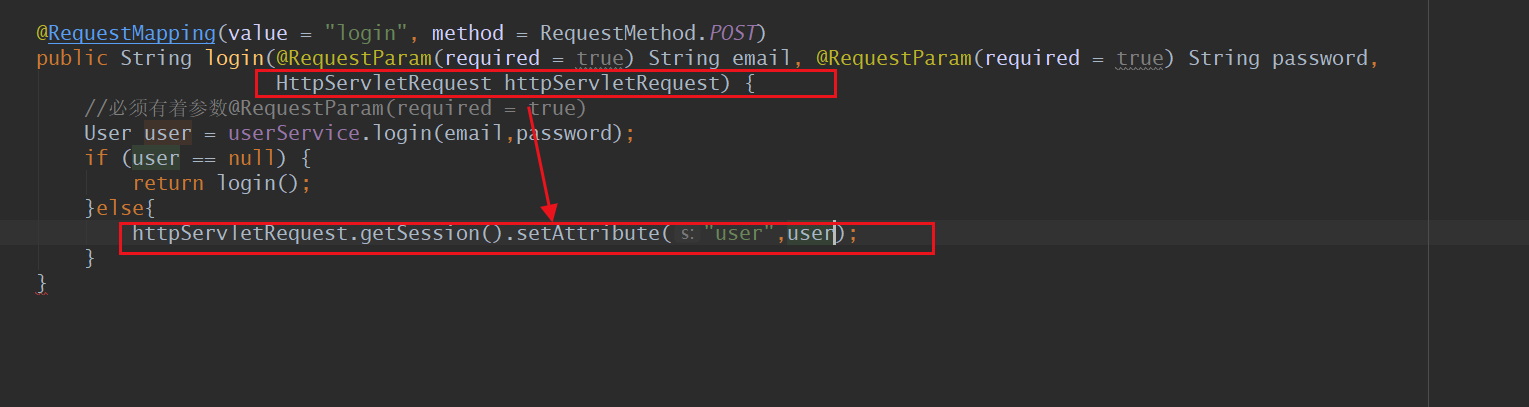 @RequestMapping(value = "login", method = RequestMethod.POST)
public String login(@RequestParam(required = true) String email, @RequestParam(required = true) String password,
HttpServletRequest httpServletRequest) {
//必须有着参数@RequestParam(required = true)
User user = userService.login(email,password);
if (user == null) {
return login();
}else{
httpServletRequest.getSession().setAttribute( s: "user",user);
}
}